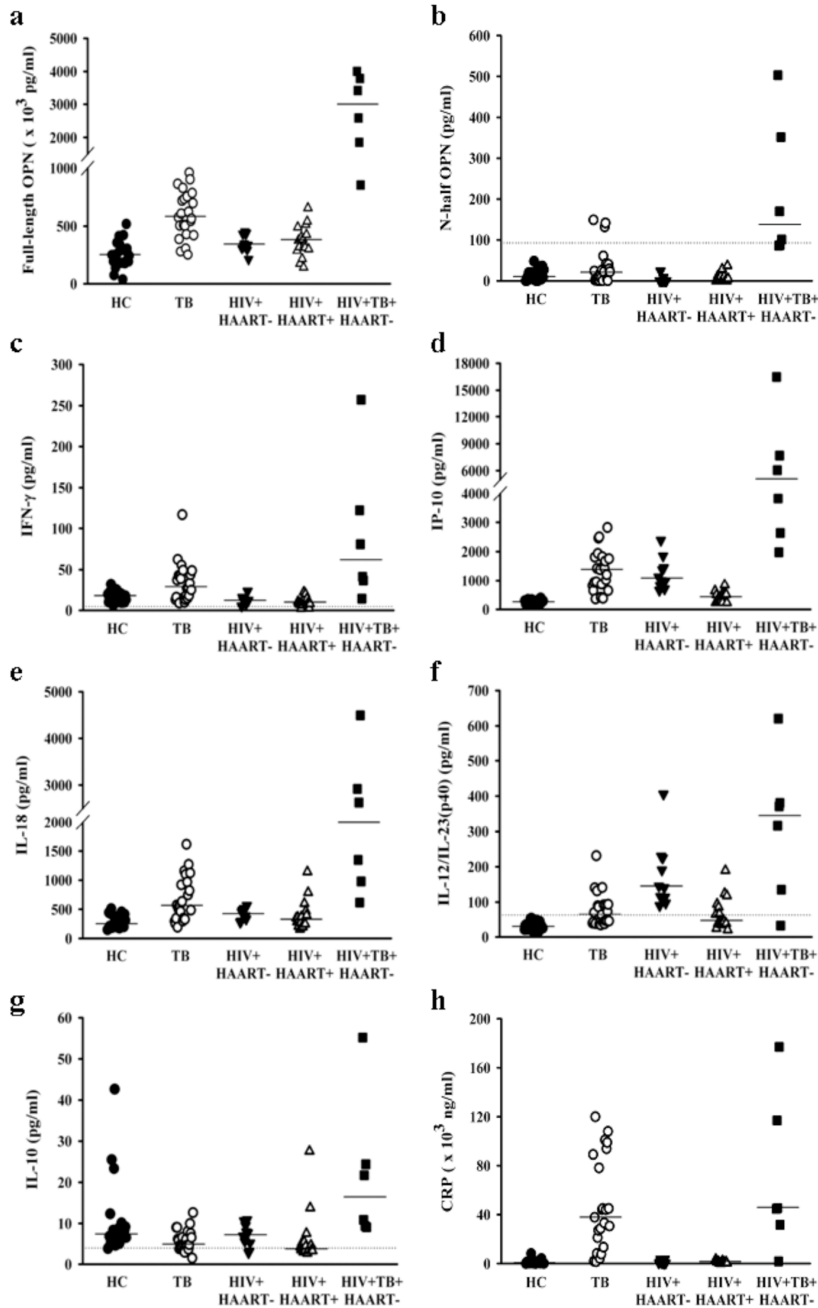 a
Full-length OPN ( x 10³ pg/ml)
5000
4000
3000
2000
1000
500
0
HC
TB
HIV+
HAART-
HIV+
HAART+
HIV+TB+
HAART-
b
N-half OPN (pg/ml)
600
500
400
300
200
100
0
HC
TB
HIV+
HAART-
HIV+
HAART+
HIV+TB+
HAART-
c
IFN-γ (pg/ml)
300
250
200
150
100
50
0
HC
TB
HIV+
HAART-
HIV+
HAART+
HIV+TB+
HAART-
d
IP-10 (pg/ml)
18000
15000
12000
9000
6000
4000
3000
2000
1000
0
HC
TB
HIV+
HAART-
HIV+
HAART+
HIV+TB+
HAART-
e
IL-18 (pg/ml)
5000
4000
3000
2000
1500
1000
500
0
HC
TB
HIV+
HAART-
HIV+
HAART+
HIV+TB+
HAART-
f
IL-12/IL-23(p40) (pg/ml)
700
600
500
400
300
200
100
0
HC
TB
HIV+
HAART-
HIV+
HAART+
HIV+TB+
HAART-
g
IL-10 (pg/ml)
60
50
40
30
20
10
0
HC
TB
HIV+
HAART-
HIV+
HAART+
HIV+TB+
HAART-
h
CRP ( x 10³ ng/ml)
200
160
120
80
40
0
HC
TB
HIV+
HAART-
HIV+
HAART+
HIV+TB+
HAART-